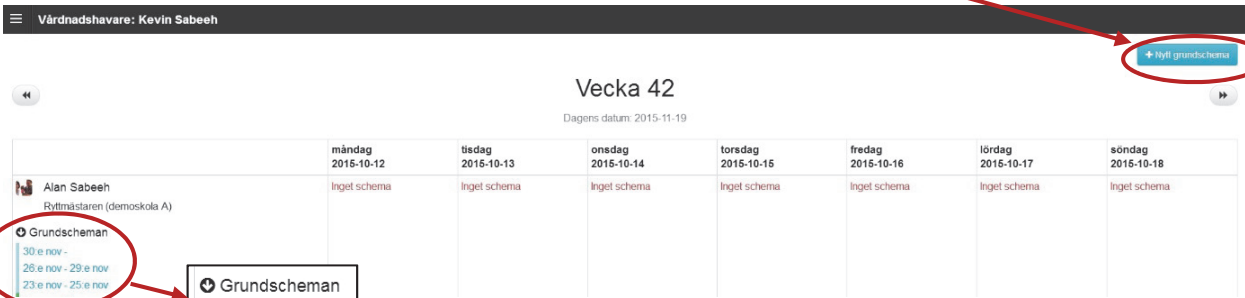 Vårdnadshavare: Kevin Sabeeh
+ Nytt grundschema
Vecka 42
Dagens datum: 2015-11-19
måndag tisdag onsdag torsdag fredag lördag söndag
2015-10-12 2015-10-13 2015-10-14 2015-10-15 2015-10-16 2015-10-17 2015-10-18
Alan Sabeeh Inget schema Inget schema Inget schema Inget schema Inget schema Inget schema Inget schema
Ryttmästaren (demoskola A)
Grundscheman
30:e nov -
26:e nov - 29:e nov
23:e nov - 25:e nov
Grundscheman